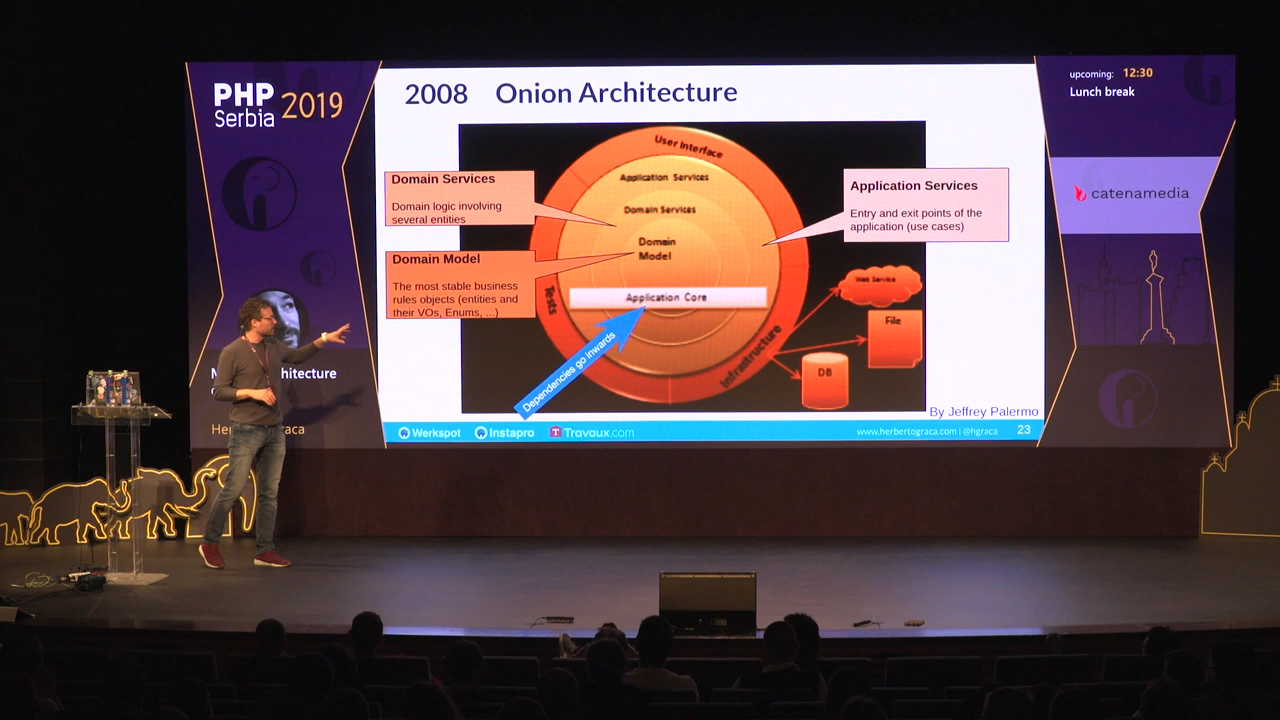 PHP
Serbia 2019
2008 Onion Architecture
upcoming: 12:30
Lunch break
catenamedia
User Interface
Application Services
Domain Services
Domain
Model
Application Core
Tests
Infrastructure
Domain Services
Domain logic involving
several entities
Domain Model
The most stable business
rules objects (entities and
their VOs, Enums, ...)
Application Services
Entry and exit points of the
application (use cases)
Web Service
File
DB
Dependencies go inwards
By Jeffrey Palermo
Werkspot Instapro Travaux.com
www.herbertograca.com | @hgraca 23